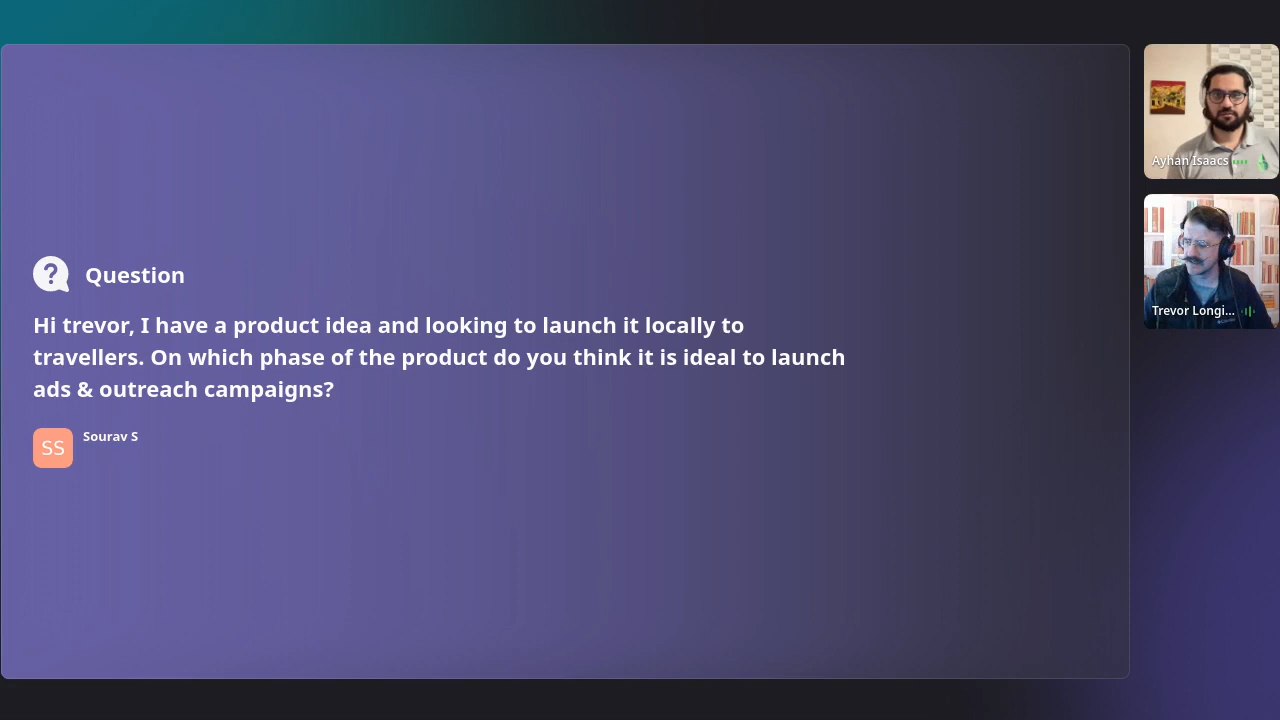 Question
Hi trevor, I have a product idea and looking to launch it locally to
travellers. On which phase of the product do you think it is ideal to launch
ads & outreach campaigns?
SS
Sourav S
Ayhan Isaacs
Trevor Longi...